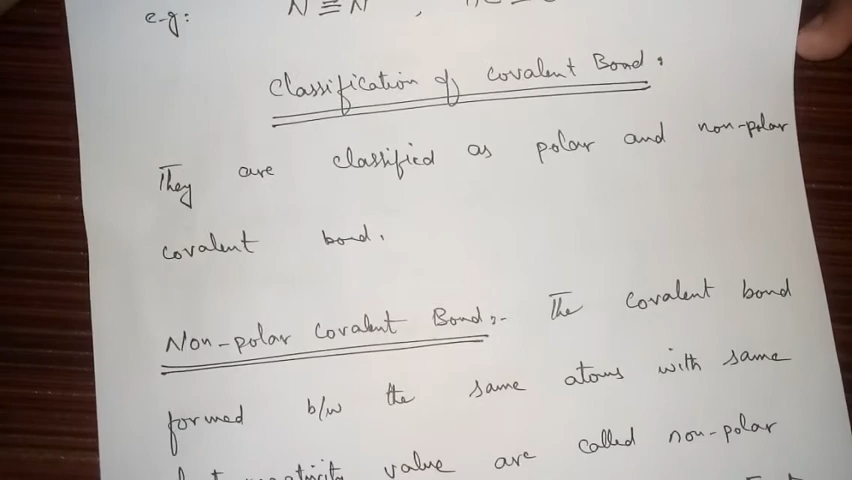 e.g: N≡N ,
Classification of covalent Bond:
They are classified as polar and non-polar
covalent bond.
Non-polar covalent Bond:- The covalent bond
formed b/w the same atoms with same
value are called non-polar